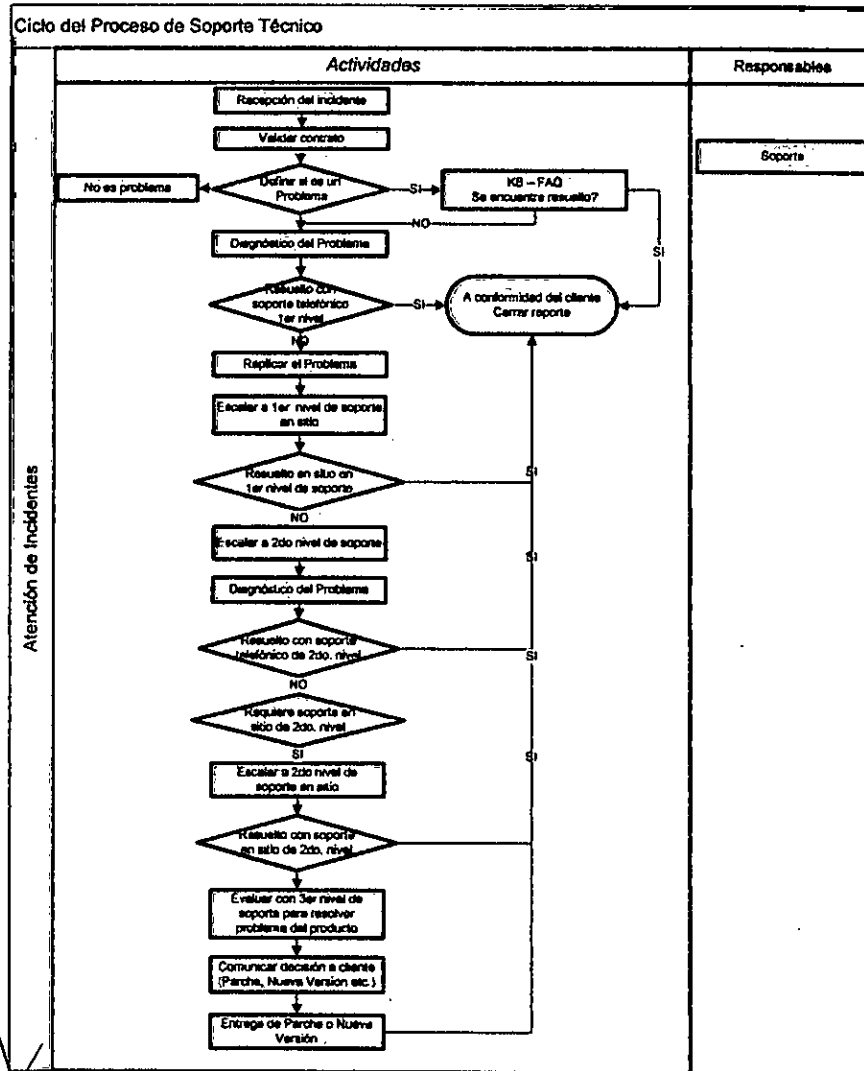 Ciclo del Proceso de Soporte Técnico
Actividades
Responsables
Atención de Incidentes
Recepción del incidente
Validar contrato
Soporte
No es problema
Definir si es un
Problema
SI
KB – FAQ
Se encuentra resuelto?
NO
SI
Diagnóstico del Problema
Resuelto con
soporte telefónico
1er nivel
SI
A conformidad del cliente
Cerrar reporte
NO
Replicar el Problema
Escalar a 1er nivel de soporte
en sitio
Resuelto en sitio en
1er nivel de soporte
SI
NO
Escalar a 2do nivel de soporte
SI
Diagnóstico del Problema
Resuelto con soporte
telefónico de 2do. nivel
SI
NO
Requiere soporte en
sitio de 2do. nivel
SI
SI
Escalar a 2do nivel de
soporte en sitio
Resuelto con soporte
en sitio de 2do. nivel
Evaluar con 3er nivel de
soporte para resolver
problema del producto
Comunicar decisión a cliente
(Parche, Nueva Version etc.)
Entrega de Parche o Nueva
Versión